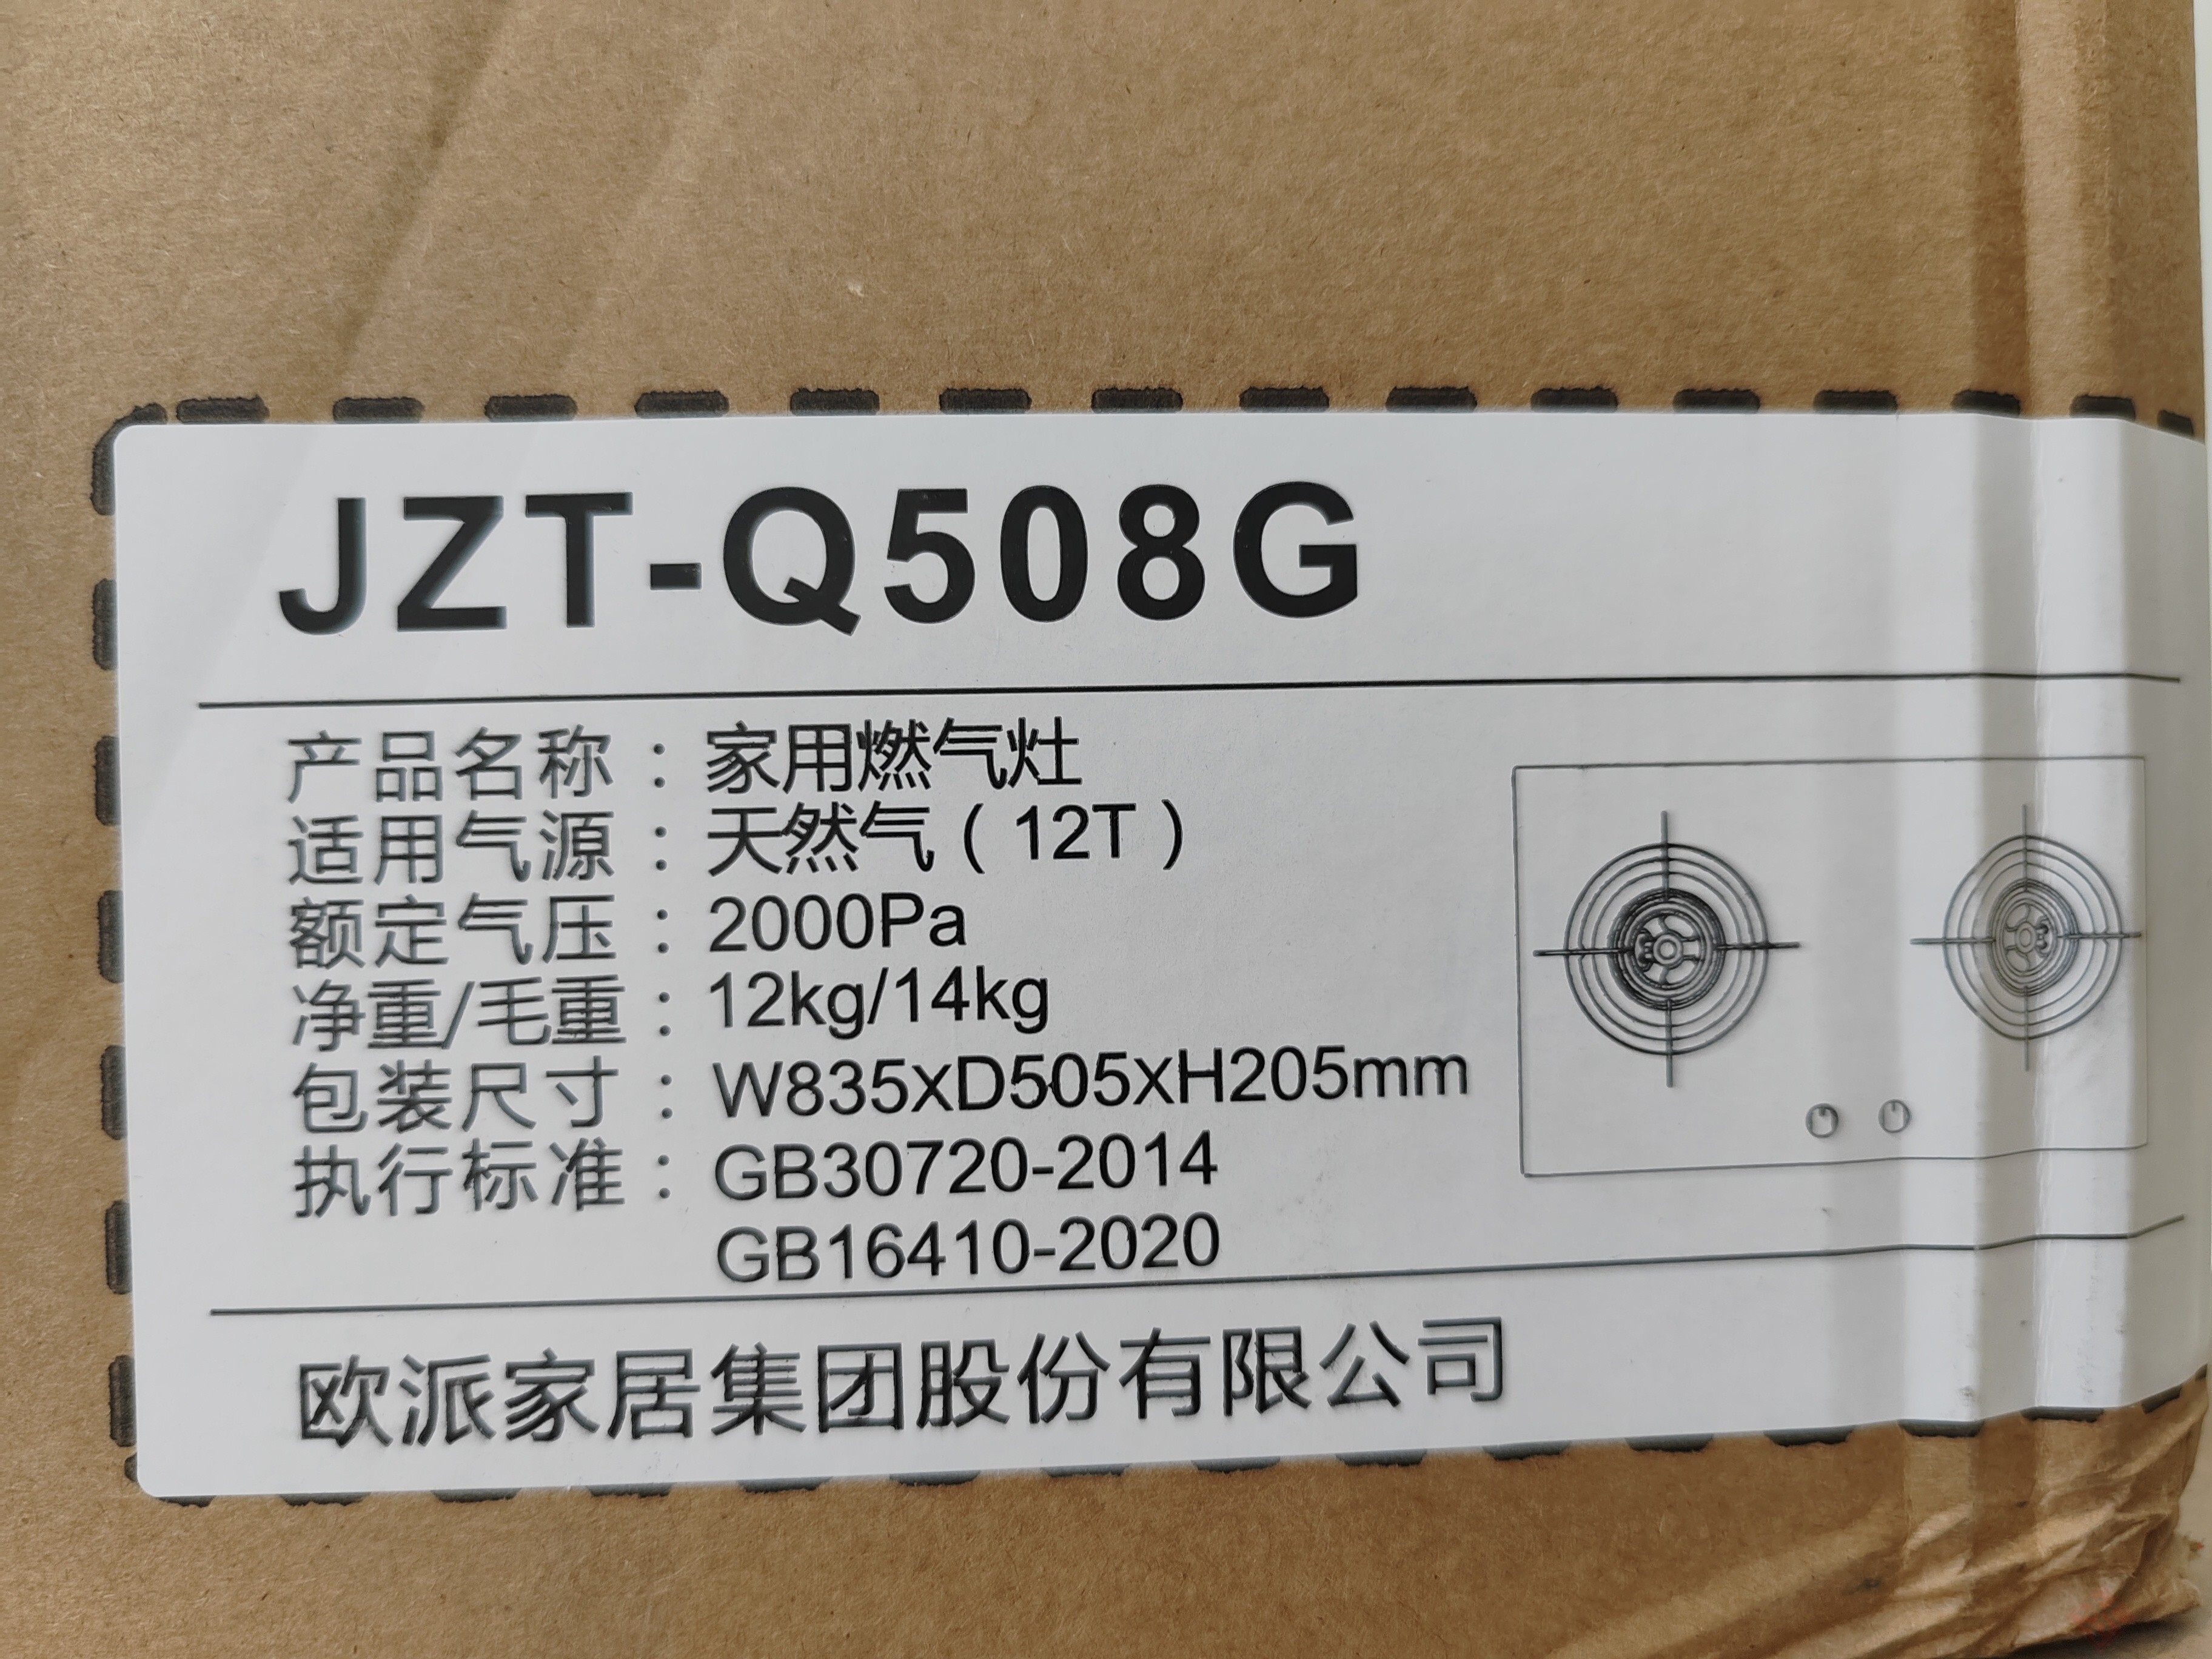 JZT-Q508G
产品名称：家用燃气灶
适用气源：天然气（12T）
额定气压：2000Pa
净重/毛重：12kg/14kg
包装尺寸：W835xD505xH205mm
执行标准：GB30720-2014
GB16410-2020
欧派家居集团股份有限公司